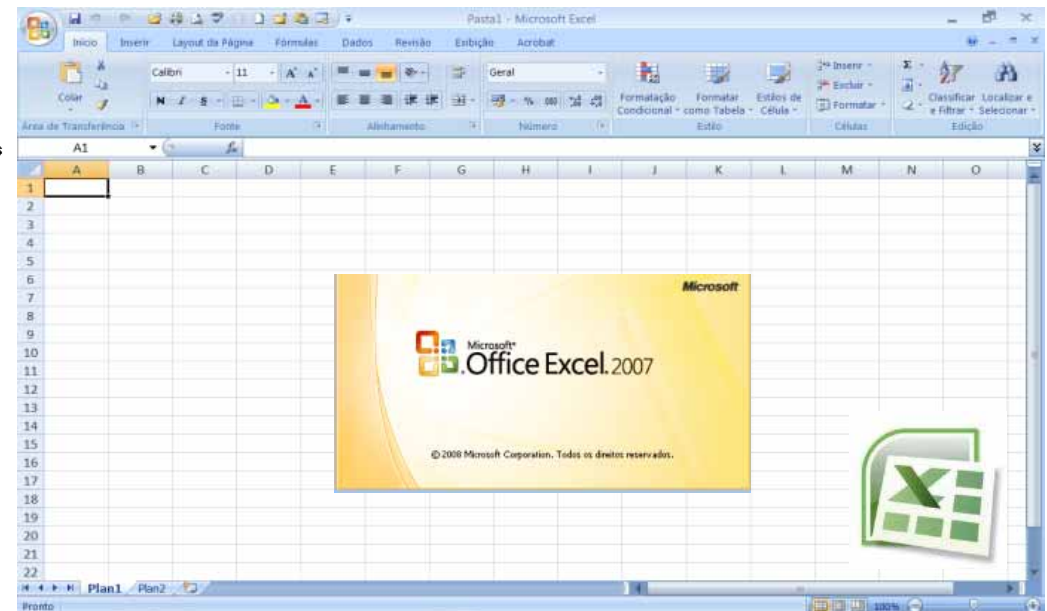 Pasta1 - Microsoft Excel
Início Inserir Layout da Página Fórmulas Dados Revisão Exibição Acrobat
Colar
Calibri 11
N I S
Geral
% 000
Formatação Condicional
Formatar como Tabela
Estilos de Célula
Inserir
Excluir
Formatar
Σ
Classificar e Filtrar
Localizar e Selecionar
Área de Transferência Fonte Alinhamento Número Estilo Células Edição
A1 fx
A B C D E F G H I J K L M N O
1
2
3
4
5
6
7
8
9
10
11
12
13
14
15
16
17
18
19
20
21
22
Microsoft
Microsoft®
Office Excel 2007
© 2008 Microsoft Corporation. Todos os direitos reservados.
Plan1 Plan2
Pronto 100%